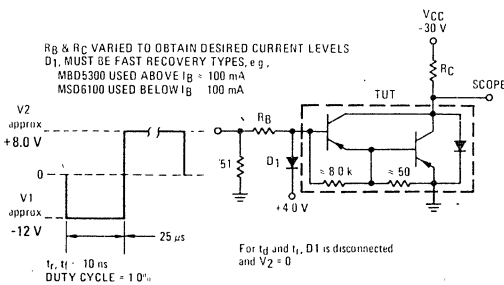 RB & RC VARIED TO OBTAIN DESIRED CURRENT LEVELS
D1, MUST BE FAST RECOVERY TYPES, e.g.,
MBD5300 USED ABOVE IB ≈ 100 mA
MSD6100 USED BELOW IB 100 mA
VCC
-30 V
RC
SCOPE
TUT
V2
approx
+8.0 V
0
V1
approx
-12 V
25 µs
tr, tf 10 ns
DUTY CYCLE = 1.0%
51
RB
D1
+4.0 V
≈ 8.0 k
≈ 50
For td and tr, D1 is disconnected
and V2 = 0